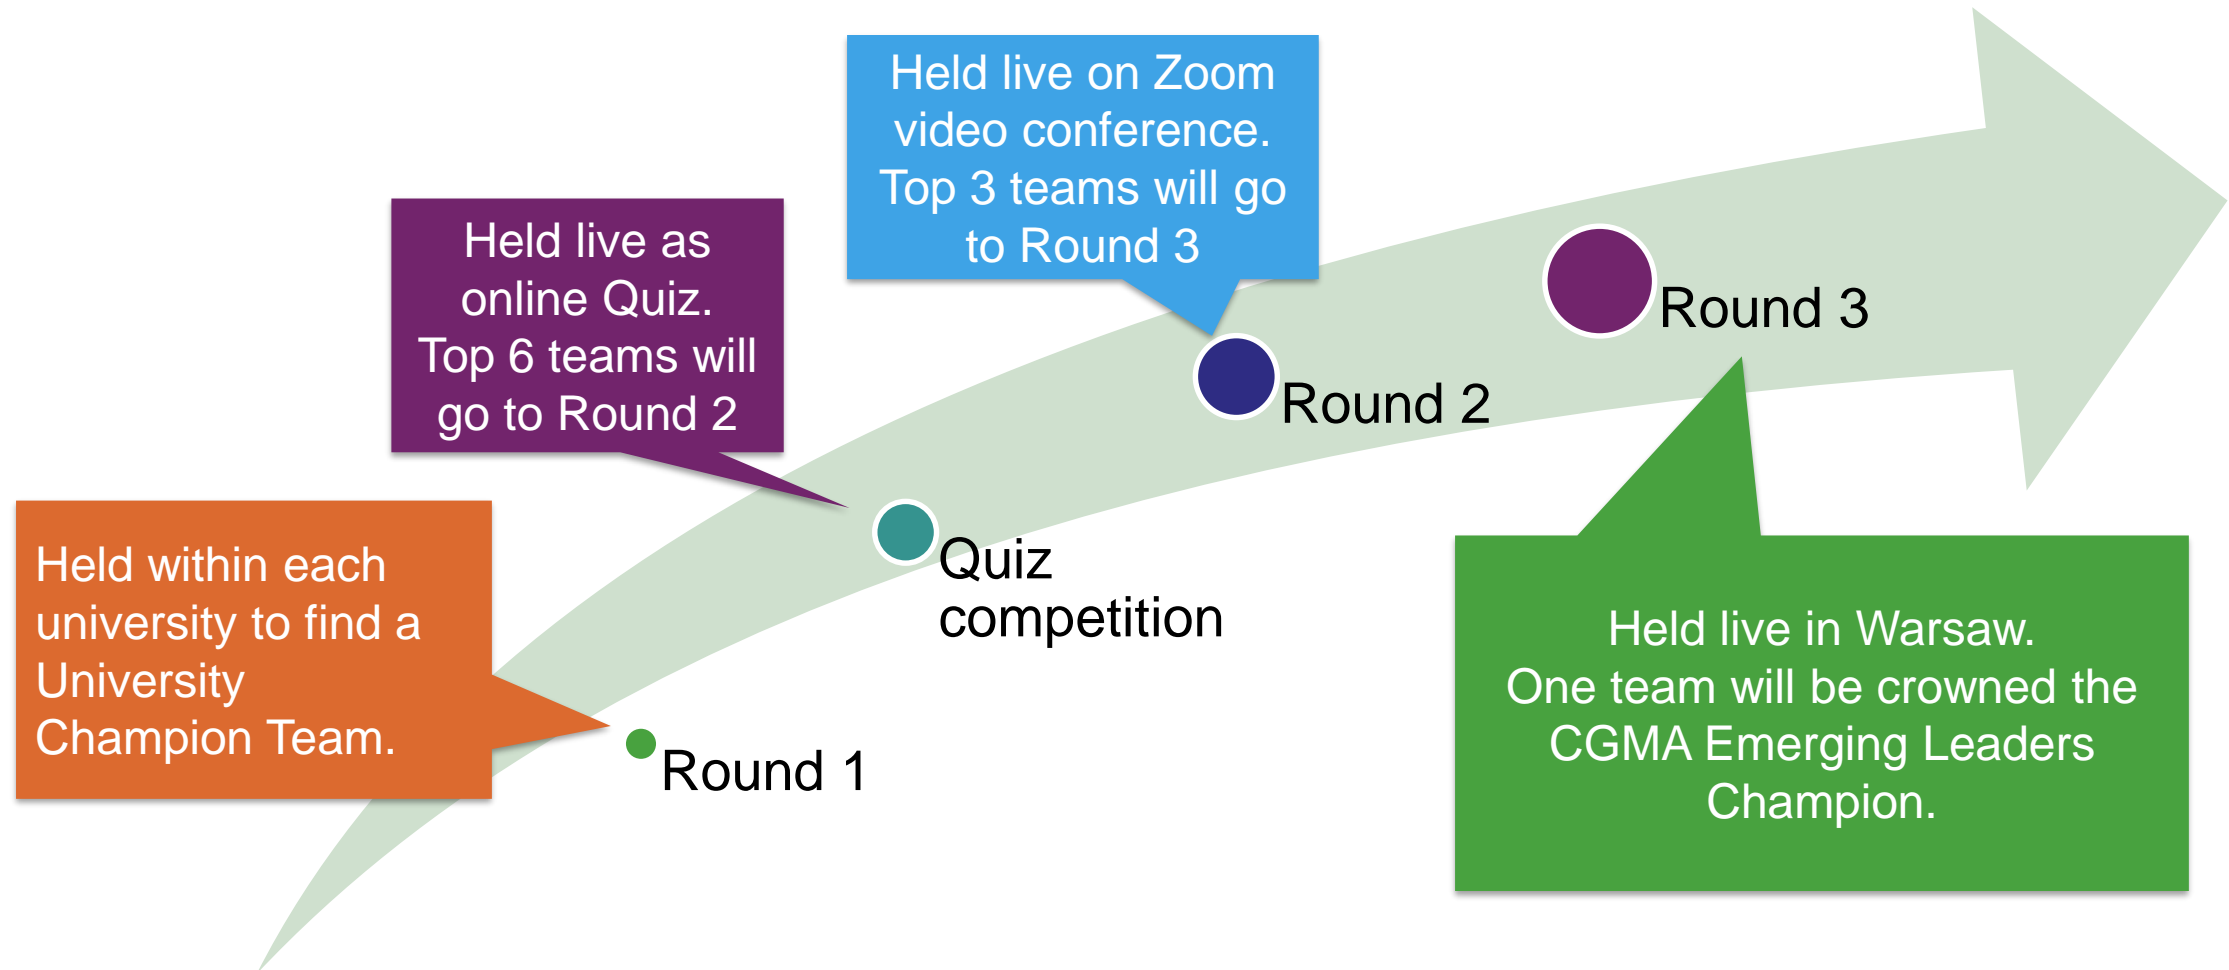 Held within each
university to find a
University
Champion Team.
Round 1
Held live as
online Quiz.
Top 6 teams will
go to Round 2
Quiz
competition
Held live on Zoom
video conference.
Top 3 teams will go
to Round 3
Round 2
Round 3
Held live in Warsaw.
One team will be crowned the
CGMA Emerging Leaders
Champion.